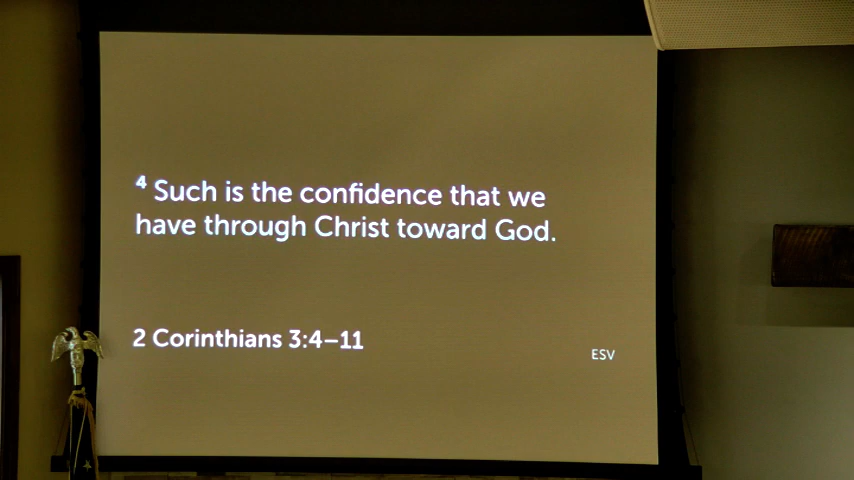 4 Such is the confidence that we
have through Christ toward God.
2 Corinthians 3:4–11
ESV